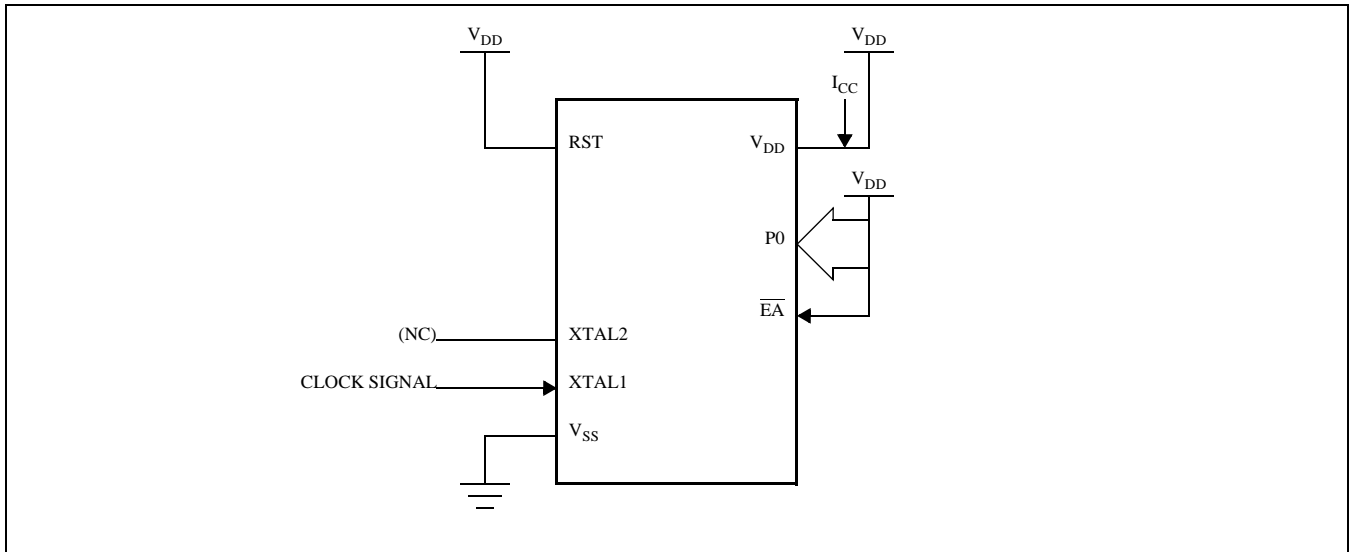 VDD
VDD
ICC
RST
VDD
VDD
P0
EA
(NC)
XTAL2
CLOCK SIGNAL
XTAL1
VSS